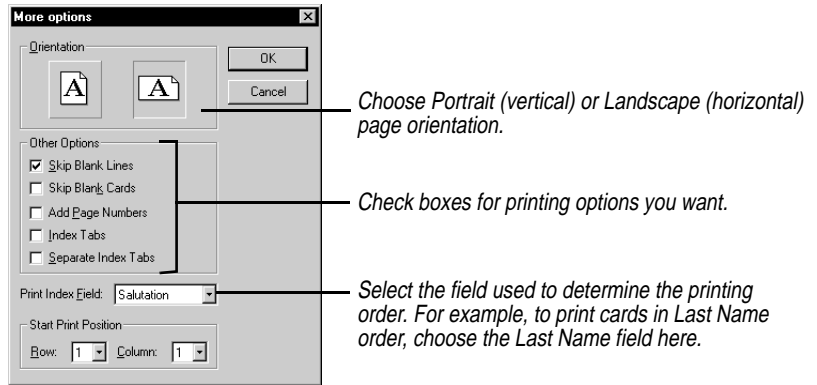 More options
Orientation
A
A
OK
Cancel
Choose Portrait (vertical) or Landscape (horizontal)
page orientation.
Other Options
Skip Blank Lines
Skip Blank Cards
Add Page Numbers
Index Tabs
Separate Index Tabs
Check boxes for printing options you want.
Print Index Field: Salutation
Select the field used to determine the printing
order. For example, to print cards in Last Name
order, choose the Last Name field here.
Start Print Position
Row: 1 Column: 1